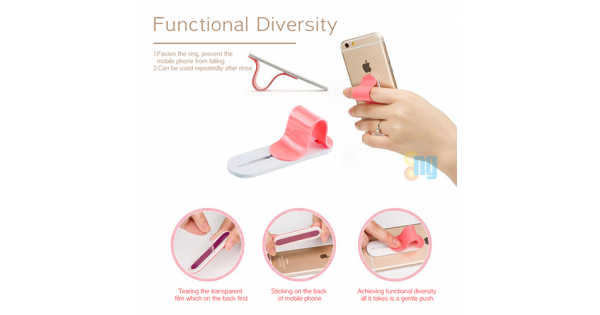 Functional Diversity
1.Fasten the ring, prevent the
mobile phone from falling
2.Can be used repeatedly after rinse
iPhone
ng
Tearing the transparent
film which on the back first
Sticking on the back
of mobile phone
Achieving functional diversity
all it takes is a gentle push